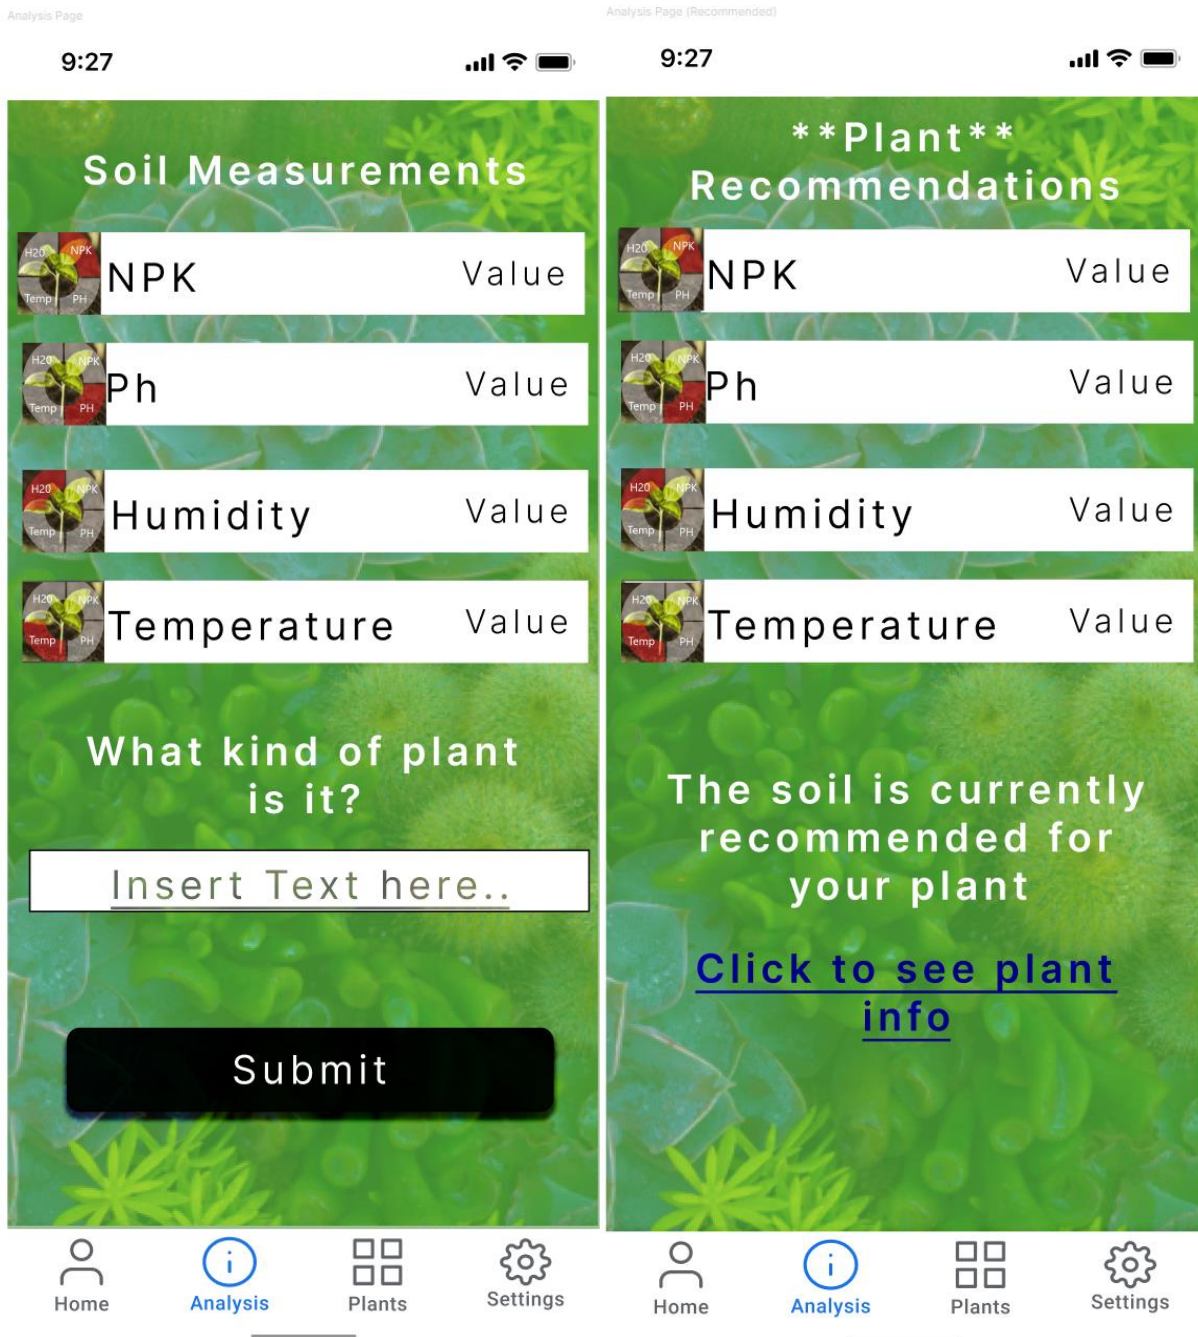 Analysis Page
9:27
Soil Measurements
H20 NPK
Temp PH
NPK Value
H20 NPK
Temp PH
Ph Value
H20 NPK
Temp PH
Humidity Value
H20 NPK
Temp PH
Temperature Value
What kind of plant
is it?
Insert Text here..
Submit
Home Analysis Plants Settings
Analysis Page (Recommended)
9:27
**Plant**
Recommendations
H20 NPK
Temp PH
NPK Value
H20 NPK
Temp PH
Ph Value
H20 NPK
Temp PH
Humidity Value
H20 NPK
Temp PH
Temperature Value
The soil is currently
recommended for
your plant
Click to see plant
info
Home Analysis Plants Settings